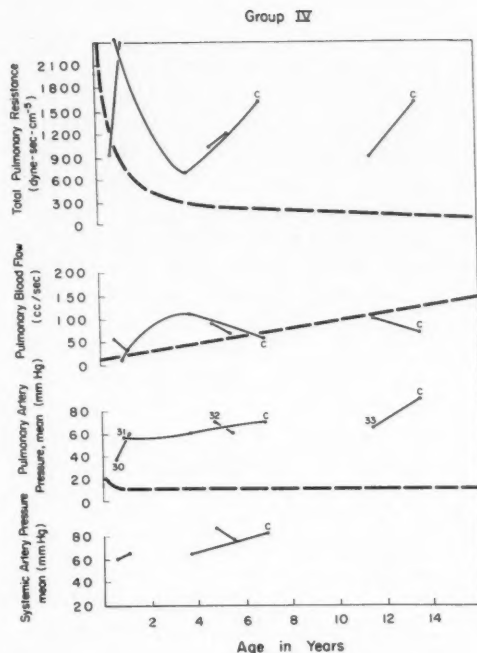 Group IV
Total Pulmonary Resistance
(dyne-sec-cm-5)
2100
1800
1500
1200
900
600
300
0
C
C
Pulmonary Blood Flow
(cc/sec)
200
150
100
50
0
C
C
Pulmonary Artery
Pressure, mean (mm Hg)
80
60
40
20
0
31
30
32
C
33
C
Systemic Artery Pressure
mean (mm Hg)
80
60
40
20
C
2
4
6
8
10
12
14
Age in Years